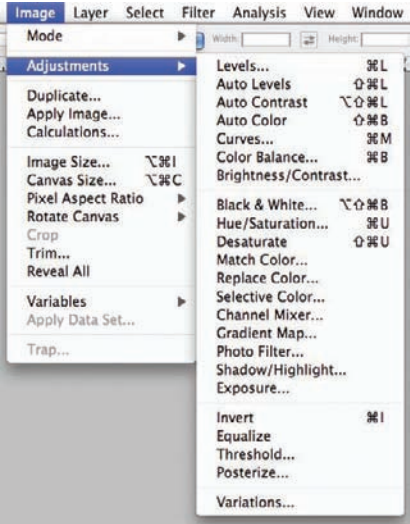 Image Layer Select Filter Analysis View Window
Width: Height:
Mode
Adjustments
Duplicate...
Apply Image...
Calculations...
Image Size... ⌥⌘I
Canvas Size... ⌥⌘C
Pixel Aspect Ratio
Rotate Canvas
Crop
Trim...
Reveal All
Variables
Apply Data Set...
Trap...
Levels... ⌘L
Auto Levels ⇧⌘L
Auto Contrast ⌥⇧⌘L
Auto Color ⇧⌘B
Curves... ⌘M
Color Balance... ⌘B
Brightness/Contrast...
Black & White... ⌥⇧⌘B
Hue/Saturation... ⌘U
Desaturate ⇧⌘U
Match Color...
Replace Color...
Selective Color...
Channel Mixer...
Gradient Map...
Photo Filter...
Shadow/Highlight...
Exposure...
Invert ⌘I
Equalize
Threshold...
Posterize...
Variations...